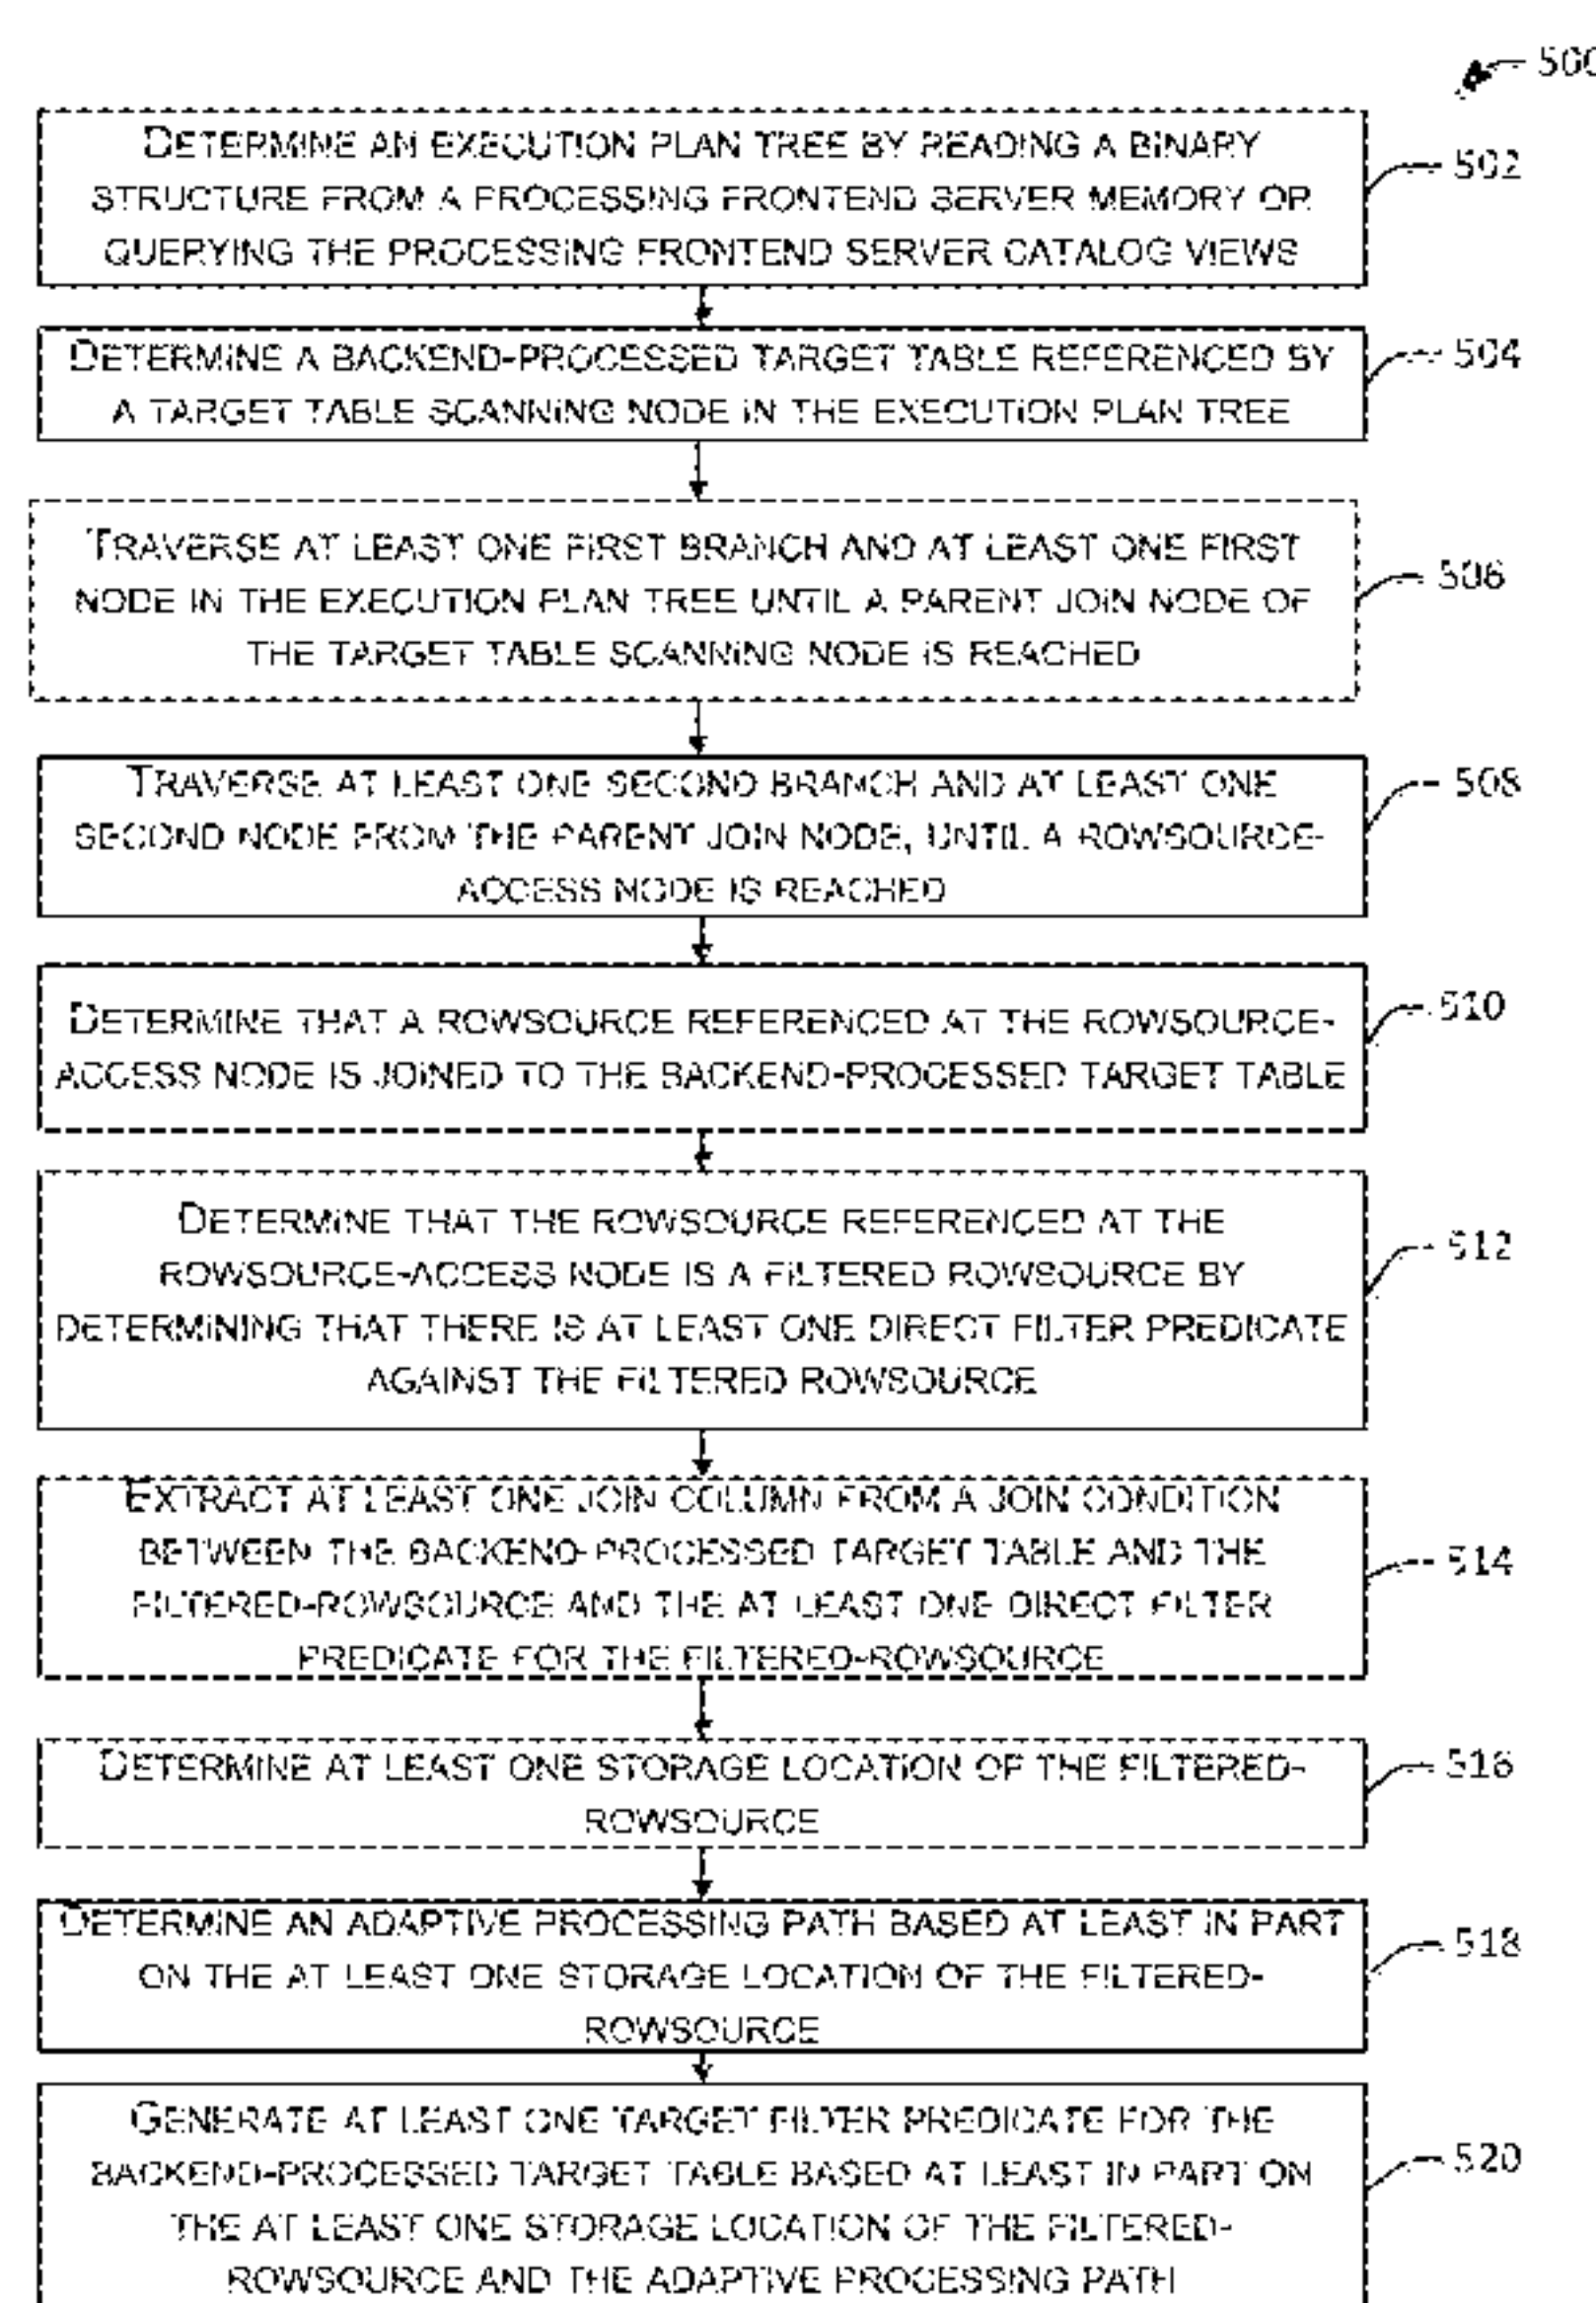 500
DETERMINE AN EXECUTION PLAN TREE BY READING A BINARY
STRUCTURE FROM A PROCESSING FRONTEND SERVER MEMORY OR
QUERYING THE PROCESSING FRONTEND SERVER CATALOG VIEWS
502
DETERMINE A BACKEND-PROCESSED TARGET TABLE REFERENCED BY
A TARGET TABLE SCANNING NODE IN THE EXECUTION PLAN TREE
504
TRAVERSE AT LEAST ONE FIRST BRANCH AND AT LEAST ONE FIRST
NODE IN THE EXECUTION PLAN TREE UNTIL A PARENT JOIN NODE OF
THE TARGET TABLE SCANNING NODE IS REACHED
506
TRAVERSE AT LEAST ONE SECOND BRANCH AND AT LEAST ONE
SECOND NODE FROM THE PARENT JOIN NODE, UNTIL A ROWSOURCE-
ACCESS NODE IS REACHED
508
DETERMINE THAT A ROWSOURCE REFERENCED AT THE ROWSOURCE-
ACCESS NODE IS JOINED TO THE BACKEND-PROCESSED TARGET TABLE
510
DETERMINE THAT THE ROWSOURCE REFERENCED AT THE
ROWSOURCE-ACCESS NODE IS A FILTERED ROWSOURCE BY
DETERMINING THAT THERE IS AT LEAST ONE DIRECT FILTER PREDICATE
AGAINST THE FILTERED ROWSOURCE
512
EXTRACT AT LEAST ONE JOIN COLUMN FROM A JOIN CONDITION
BETWEEN THE BACKEND-PROCESSED TARGET TABLE AND THE
FILTERED-ROWSOURCE AND THE AT LEAST ONE DIRECT FILTER
PREDICATE FOR THE FILTERED-ROWSOURCE
514
DETERMINE AT LEAST ONE STORAGE LOCATION OF THE FILTERED-
ROWSOURCE
516
DETERMINE AN ADAPTIVE PROCESSING PATH BASED AT LEAST IN PART
ON THE AT LEAST ONE STORAGE LOCATION OF THE FILTERED-
ROWSOURCE
518
GENERATE AT LEAST ONE TARGET FILTER PREDICATE FOR THE
BACKEND-PROCESSED TARGET TABLE BASED AT LEAST IN PART ON
THE AT LEAST ONE STORAGE LOCATION OF THE FILTERED-
ROWSOURCE AND THE ADAPTIVE PROCESSING PATH
520